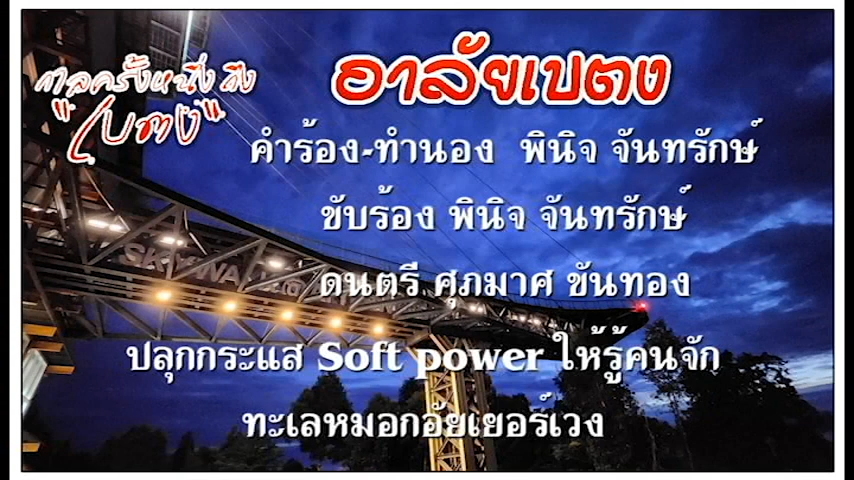 กาลครั้งหนึ่ง ถึง
"เบตง"
อาลัยเบตง
คำร้อง-ทำนอง พินิจ จันทรักษ์
ขับร้อง พินิจ จันทรักษ์
ดนตรี ศุภมาศ ขันทอง
SKYWALK
ปลุกกระแส Soft power ให้รู้คนจัก
ทะเลหมอกอัยเยอร์เวง